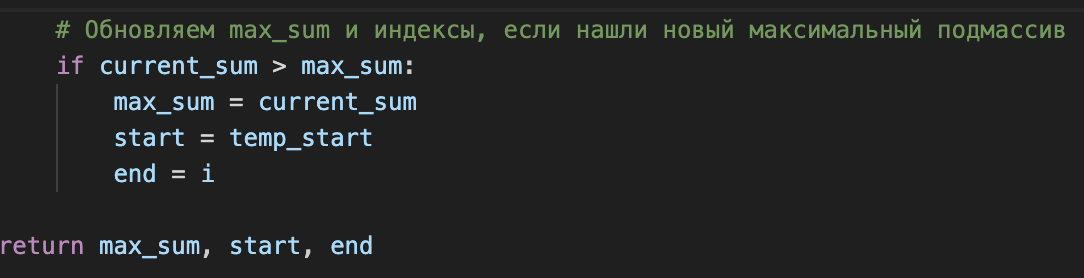 # Обновляем max_sum и индексы, если нашли новый максимальный подмассив
if current_sum > max_sum:
max_sum = current_sum
start = temp_start
end = i
return max_sum, start, end